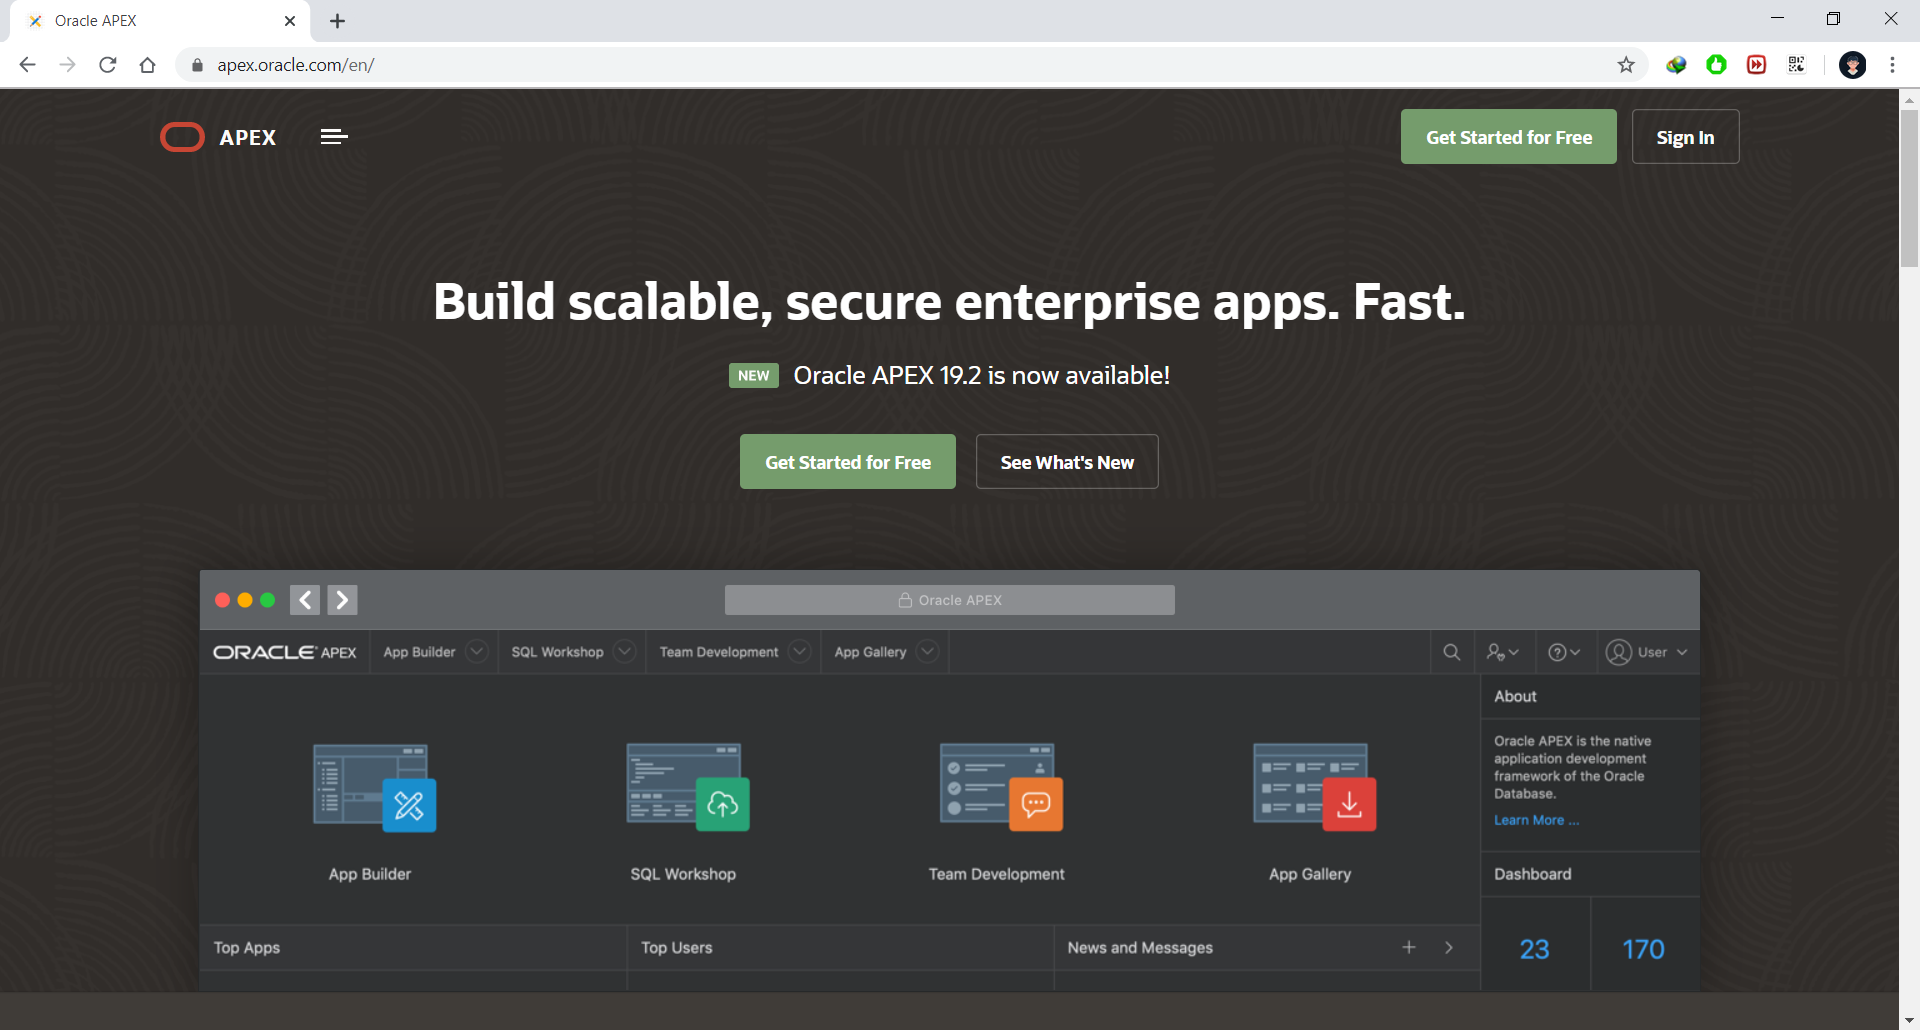 Oracle APEX
apex.oracle.com/en/
APEX
Get Started for Free
Sign In
Build scalable, secure enterprise apps. Fast.
NEW Oracle APEX 19.2 is now available!
Get Started for Free
See What's New
Oracle APEX
ORACLE APEX
App Builder
SQL Workshop
Team Development
App Gallery
User
About
Oracle APEX is the native
application development
framework of the Oracle
Database.
Learn More ...
App Builder
SQL Workshop
Team Development
App Gallery
Dashboard
Top Apps
Top Users
News and Messages
23
170